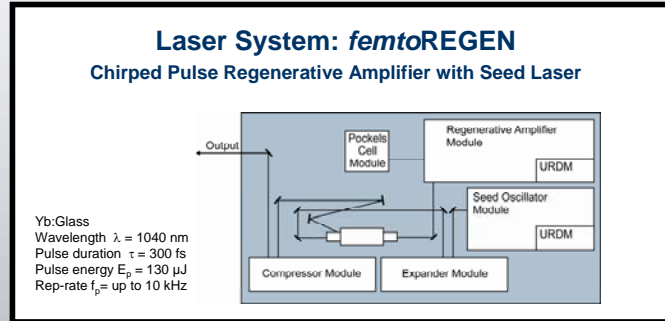 Laser System: femtoREGEN
Chirped Pulse Regenerative Amplifier with Seed Laser
Output
Pockels
Cell
Module
Regenerative Amplifier
Module
URDM
Seed Oscillator
Module
URDM
Compressor Module
Expander Module
Yb:Glass
Wavelength λ = 1040 nm
Pulse duration τ = 300 fs
Pulse energy Ep = 130 µJ
Rep-rate fp= up to 10 kHz